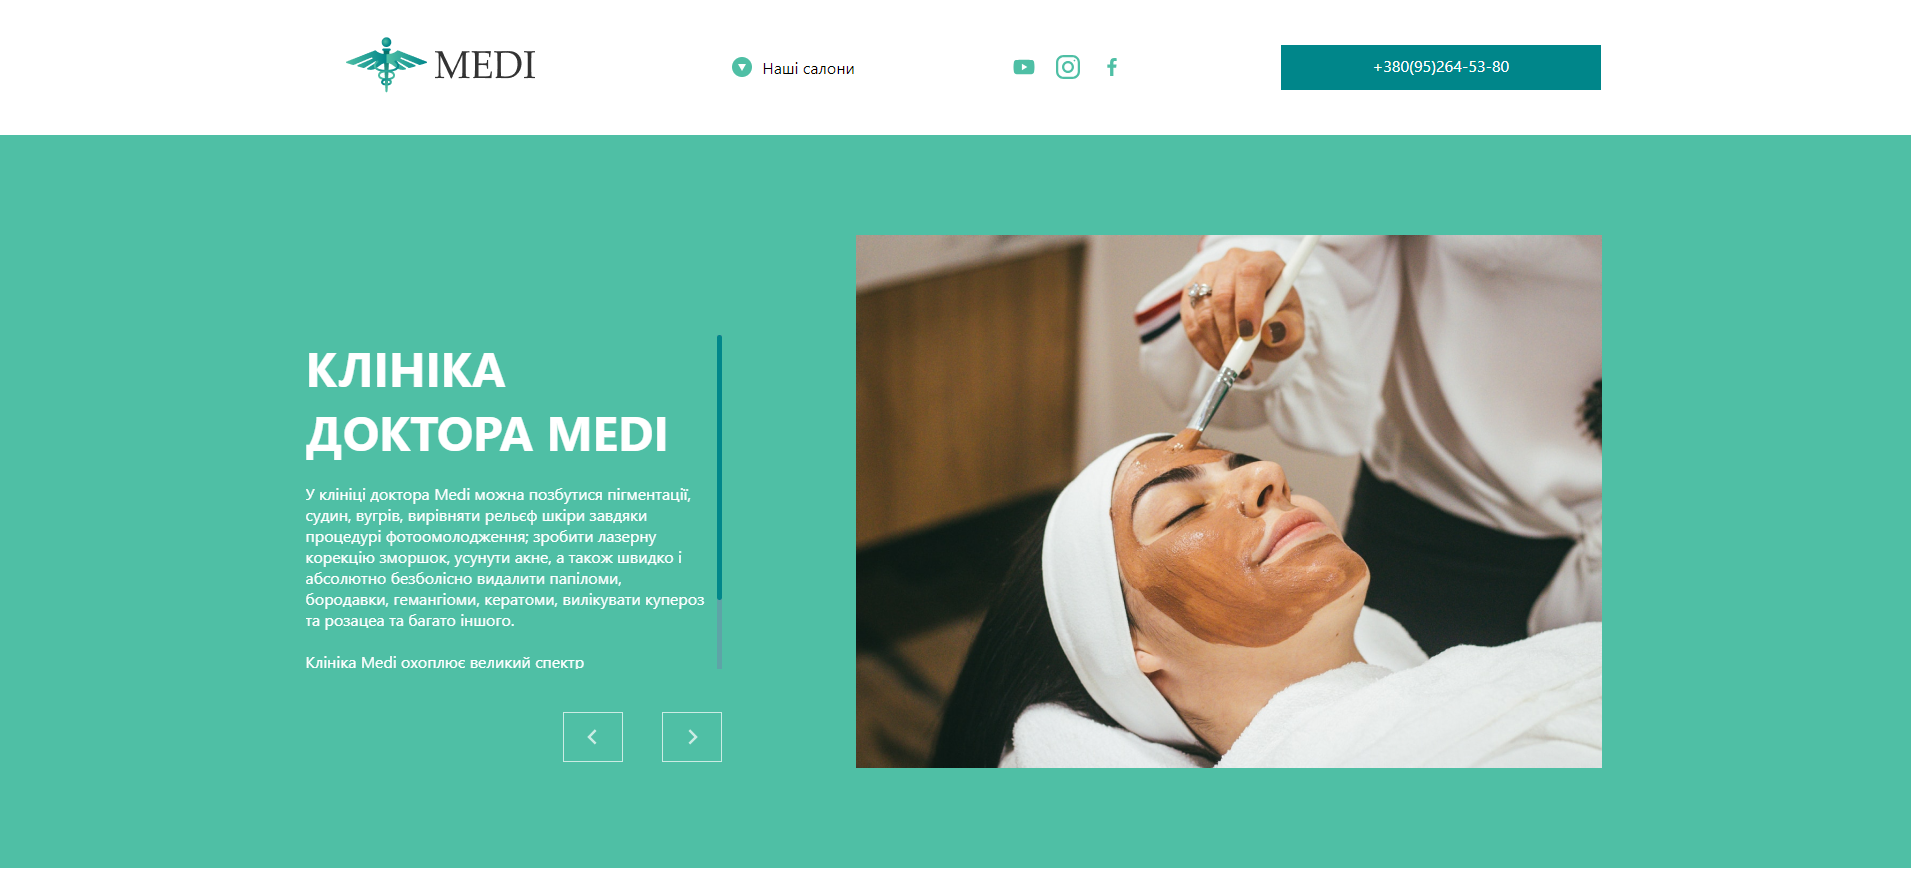 MEDI
Наші салони
+380(95)264-53-80
КЛІНІКА
ДОКТОРА MEDI
У клініці доктора Medi можна позбутися пігментації,
судин, вугрів, вирівняти рельєф шкіри завдяки
процедурі фотоомолодження; зробити лазерну
корекцію зморшок, усунути акне, а також швидко і
абсолютно безболісно видалити папіломи,
бородавки, гемангіоми, кератоми, вилікувати купероз
та розацеа та багато іншого.
Клініка Medi охоплює великий спектр